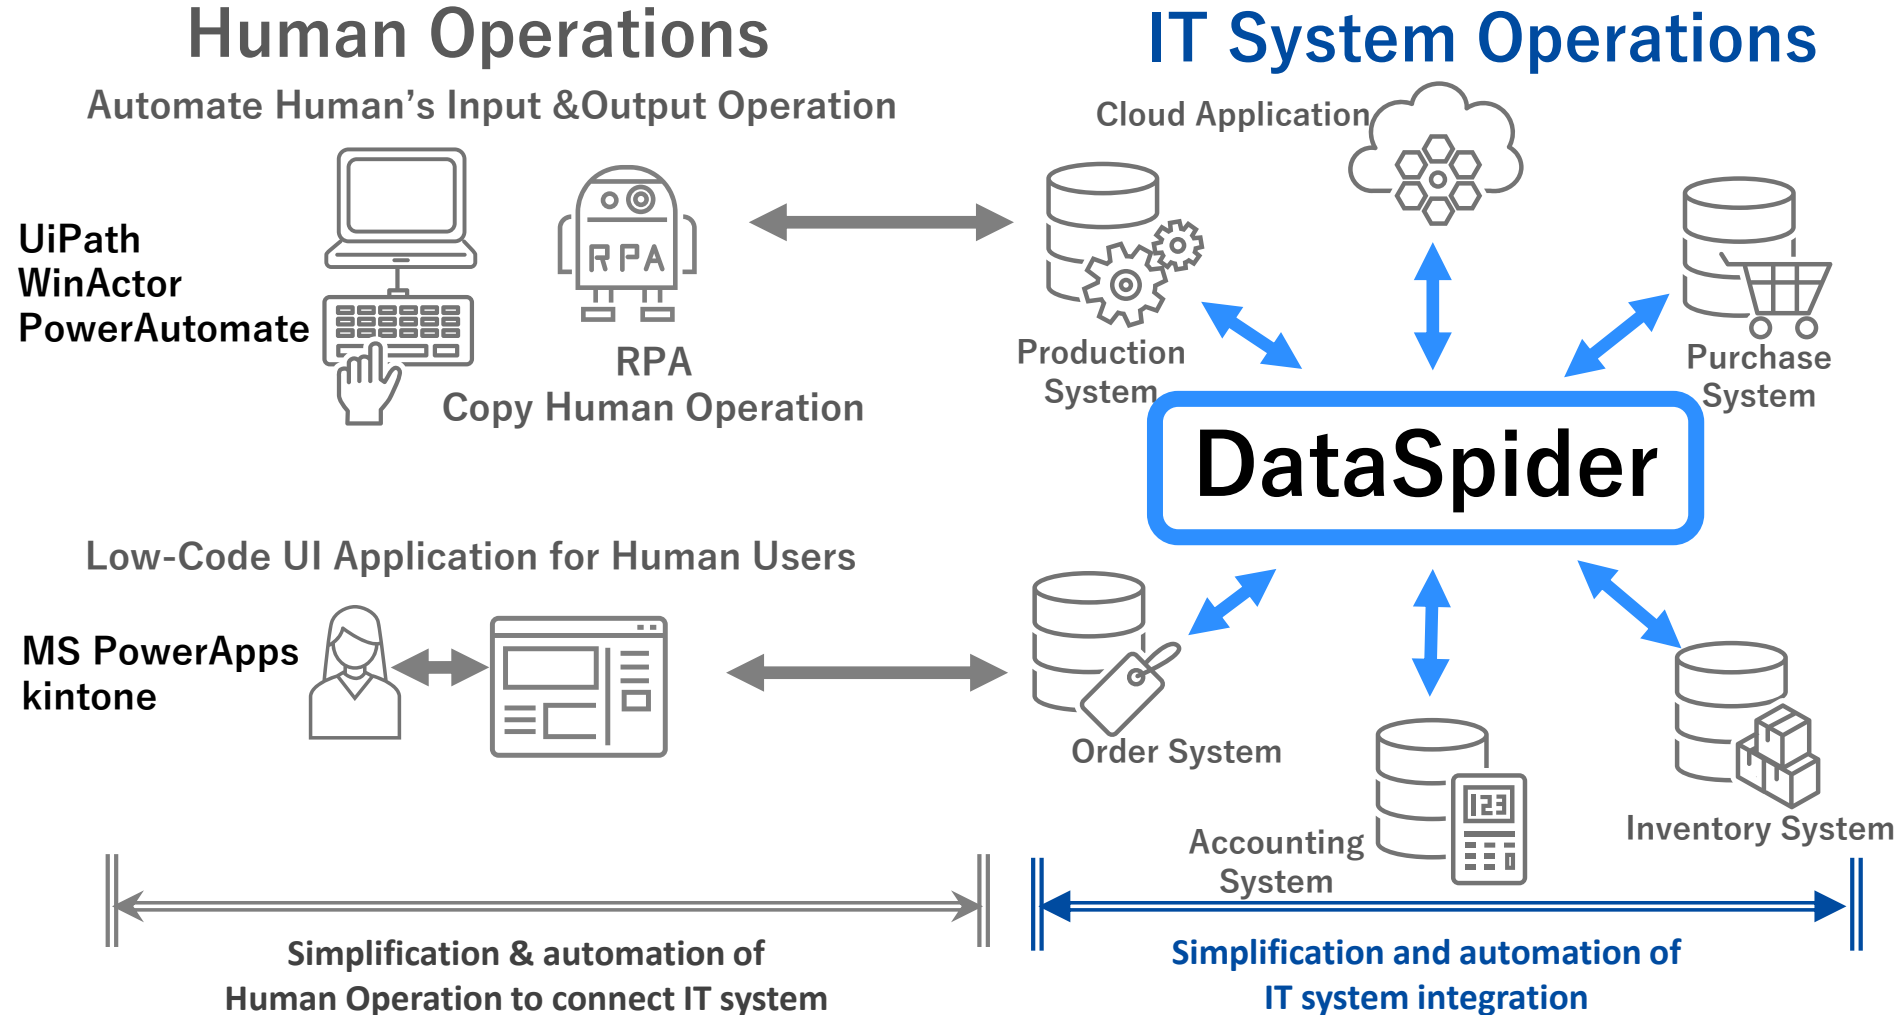 Human Operations
Automate Human's Input &Output Operation
UiPath
WinActor
PowerAutomate
RPA
RPA
Copy Human Operation
Low-Code UI Application for Human Users
MS PowerApps
kintone
Simplification & automation of
Human Operation to connect IT system
IT System Operations
Cloud Application
Production
System
Purchase
System
DataSpider
Order System
Accounting
System
123
Inventory System
Simplification and automation of
IT system integration